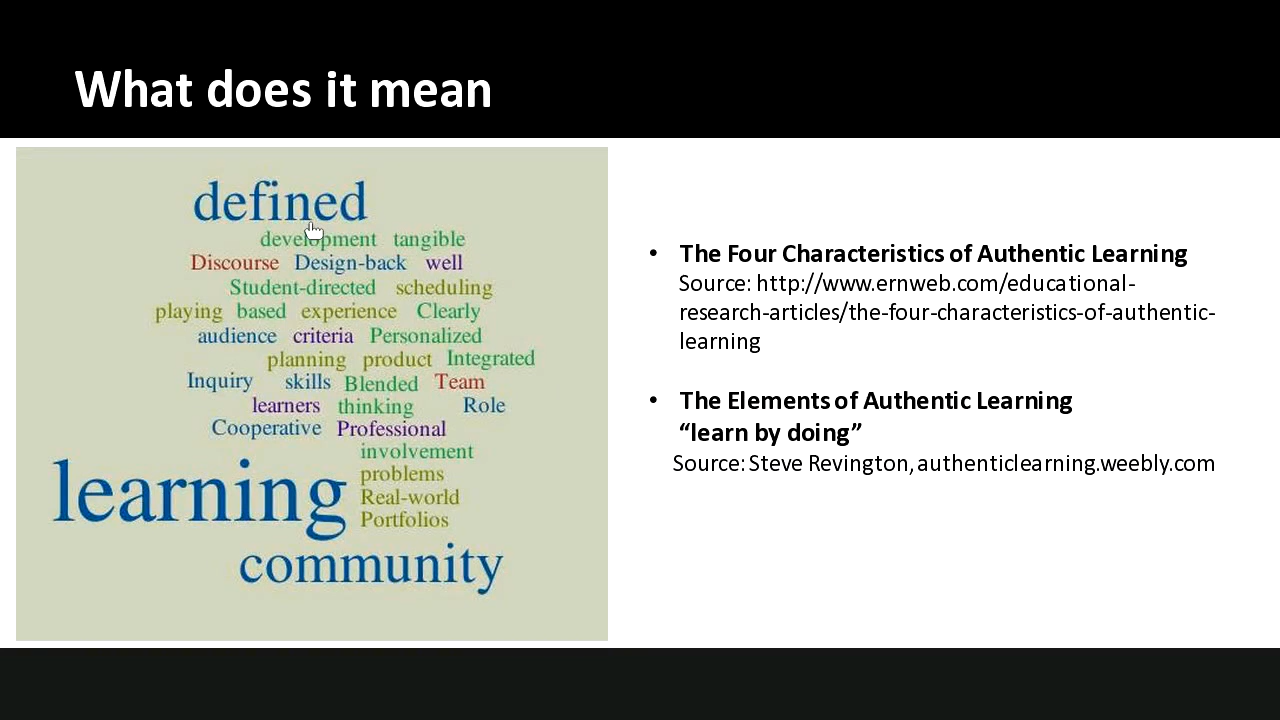 What does it mean
defined
development tangible
Discourse Design-back well
Student-directed scheduling
playing based experience Clearly
audience criteria Personalized
planning product Integrated
Inquiry skills Blended Team
learners thinking Role
Cooperative Professional
involvement
problems
learning
Real-world
Portfolios
community
• The Four Characteristics of Authentic Learning
Source: http://www.ernweb.com/educational-
research-articles/the-four-characteristics-of-authentic-
learning
• The Elements of Authentic Learning
“learn by doing”
Source: Steve Revington, authenticlearning.weebly.com